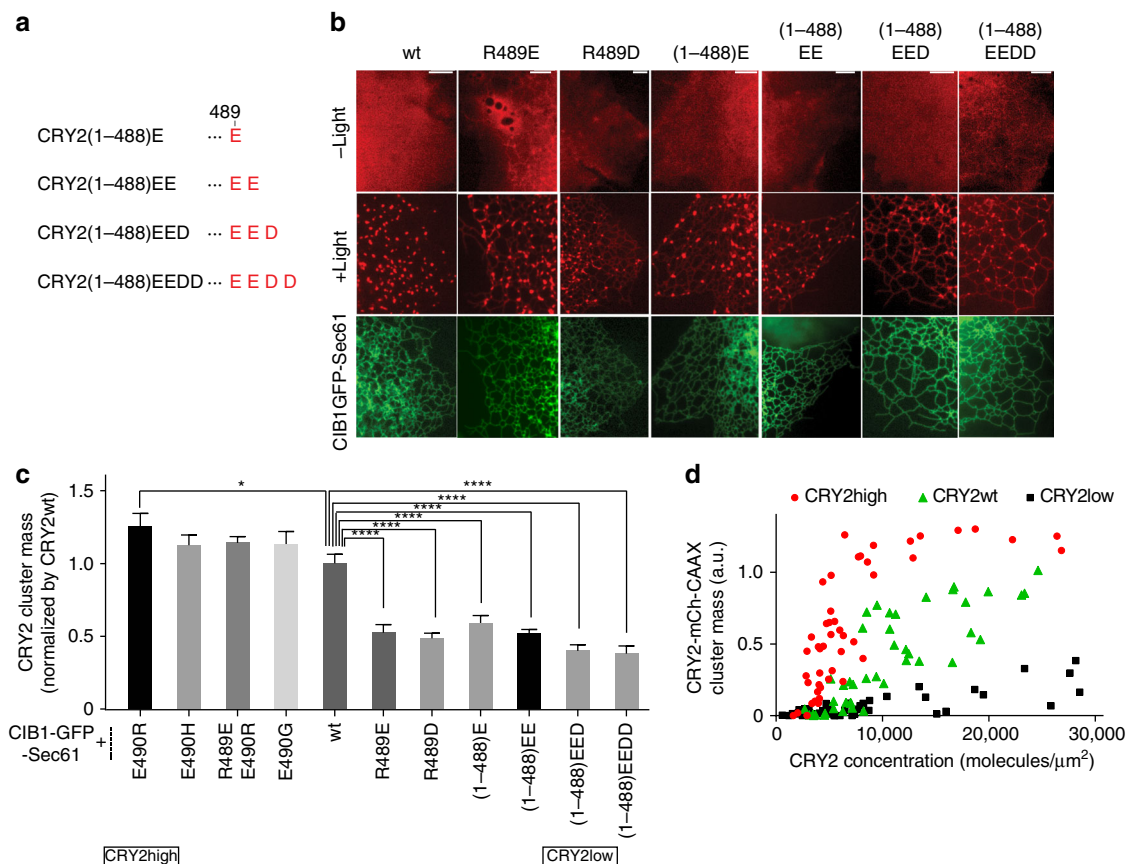 a
489
CRY2(1–488)E ... E
CRY2(1–488)EE ... E E
CRY2(1–488)EED ... E E D
CRY2(1–488)EEDD ... E E D D
b
wt
R489E
R489D
(1–488)E
(1–488)
EE
(1–488)
EED
(1–488)
EEDD
–Light
+Light
CIB1GFP-Sec61
c
CRY2 cluster mass
(normalized by CRY2wt)
1.5
1.0
0.5
0
*
****
****
****
****
****
****
CIB1-GFP
-Sec61
+
E490R
E490H
R489E
E490R
E490G
wt
R489E
R489D
(1–488)E
(1–488)EE
(1–488)EED
(1–488)EEDD
CRY2high
CRY2low
d
CRY2high
CRY2wt
CRY2low
CRY2-mCh-CAAX
cluster mass (a.u.)
1.0
0.5
0
10,000
20,000
30,000
CRY2 concentration (molecules/μm²)